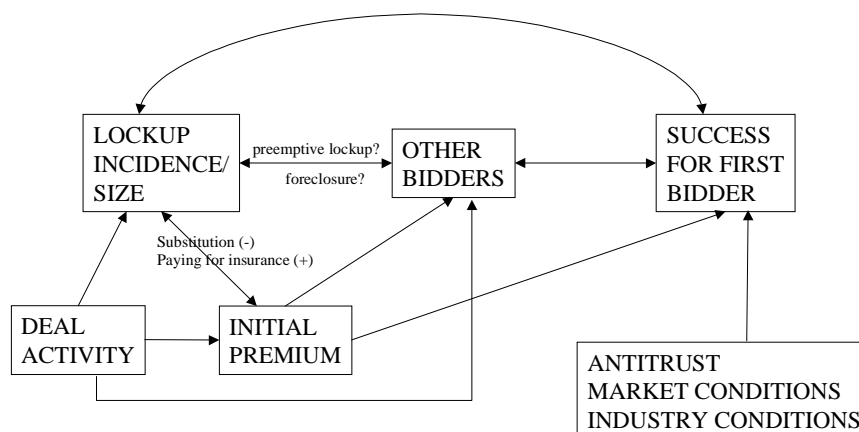 LOCKUP
INCIDENCE/
SIZE
preemptive lockup?
foreclosure?
OTHER
BIDDERS
SUCCESS
FOR FIRST
BIDDER
Substitution (-)
Paying for insurance (+)
DEAL
ACTIVITY
INITIAL
PREMIUM
ANTITRUST
MARKET CONDITIONS
INDUSTRY CONDITIONS